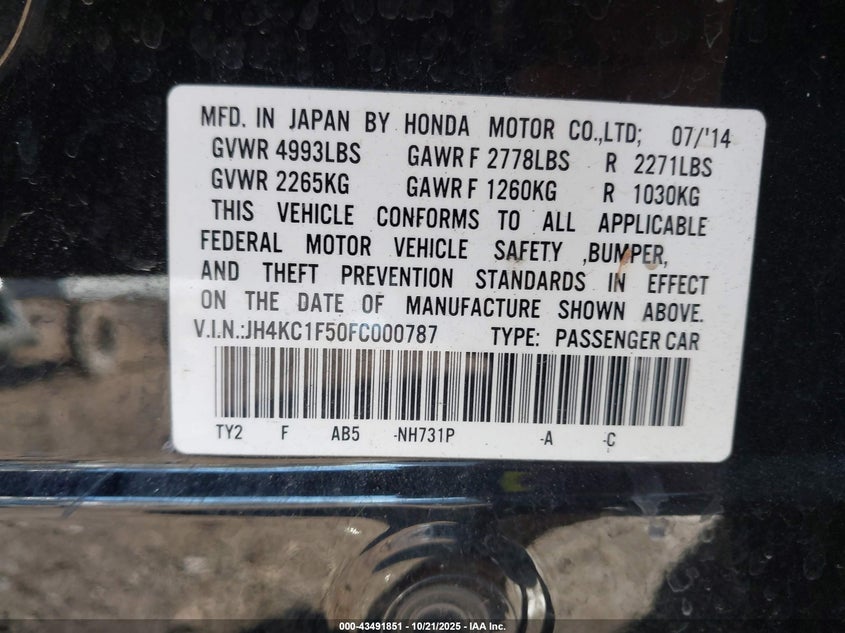 MFD. IN JAPAN BY HONDA MOTOR CO.,LTD; 07/'14
GVWR 4993LBS GAWR F 2778LBS R 2271LBS
GVWR 2265KG GAWR F 1260KG R 1030KG
THIS VEHICLE CONFORMS TO ALL APPLICABLE
FEDERAL MOTOR VEHICLE SAFETY ,BUMPER,
AND THEFT PREVENTION STANDARDS IN EFFECT
ON THE DATE OF MANUFACTURE SHOWN ABOVE.
V.I.N.:JH4KC1F50FC000787 TYPE: PASSENGER CAR
TY2 F AB5 -NH731P -A -C
000-43491851 - 10/21/2025 - IAA Inc.